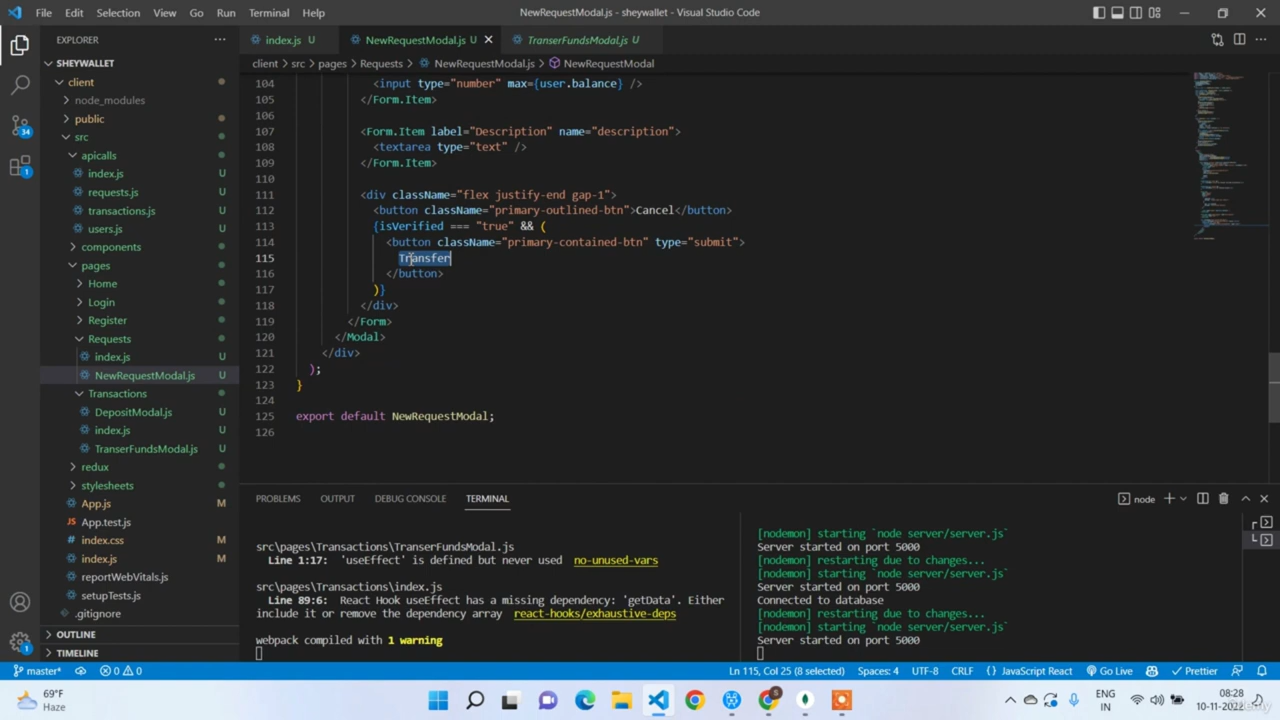 File Edit Selection View Go Run Terminal Help
NewRequestModal.js - sheywallet - Visual Studio Code
EXPLORER
SHEYWALLET
client
node_modules
public
src
apicalls
index.js U
requests.js U
transactions.js U
users.js U
components
pages
Home
Login
Register
Requests
index.js U
NewRequestModal.js U
Transactions
DepositModal.js U
index.js U
TranserFundsModal.js U
redux
stylesheets
App.js M
App.test.js
index.css M
index.js M
reportWebVitals.js
setupTests.js
.gitignore
OUTLINE
TIMELINE
34
1
1
index.js U NewRequestModal.js U TranserFundsModal.js U
client > src > pages > Requests > NewRequestModal.js > NewRequestModal
104 <input type="number" max={user.balance} />
105 </Form.Item>
106
107 <Form.Item label="Description" name="description">
108 <textarea type="text" />
109 </Form.Item>
110
111 <div className="flex justify-end gap-1">
112 <button className="primary-outlined-btn">Cancel</button>
113 {isVerified === "true" && (
114 <button className="primary-contained-btn" type="submit">
115 Transfer
116 </button>
117 )}
118 </div>
119 </Form>
120 </Modal>
121 </div>
122 );
123 }
124
125 export default NewRequestModal;
126
PROBLEMS OUTPUT DEBUG CONSOLE TERMINAL
node
src\pages\Transactions\TranserFundsModal.js
Line 1:17: 'useEffect' is defined but never used no-unused-vars
src\pages\Transactions\index.js
Line 89:6: React Hook useEffect has a missing dependency: 'getData'. Either
include it or remove the dependency array react-hooks/exhaustive-deps
webpack compiled with 1 warning
[nodemon] starting `node server/server.js`
Server started on port 5000
[nodemon] restarting due to changes...
[nodemon] starting `node server/server.js`
Server started on port 5000
Connected to database
[nodemon] restarting due to changes...
[nodemon] starting `node server/server.js`
Server started on port 5000
master* 0 0
Ln 115, Col 25 (8 selected) Spaces: 4 UTF-8 CRLF JavaScript React Go Live Prettier
69°F
Haze
ENG
IN
08:28
10-11-2022